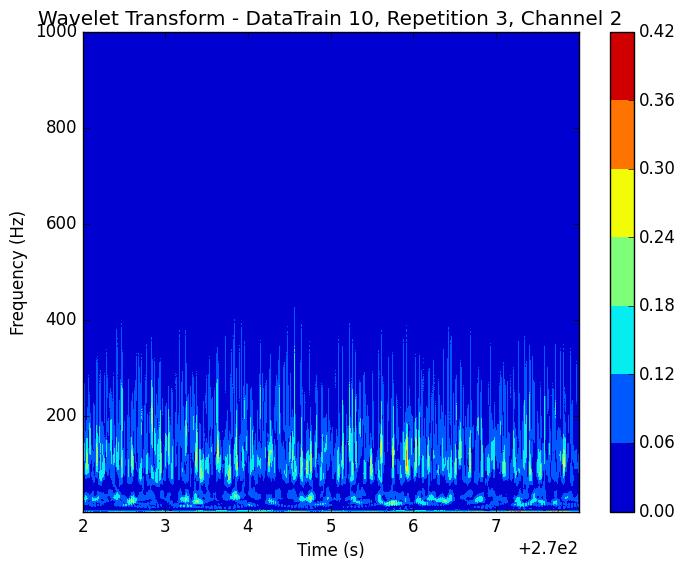 Wavelet Transform - DataTrain 10, Repetition 3, Channel 2
1000
800
600
400
200
Frequency (Hz)
2 3 4 5 6 7
+2.7e2
Time (s)
0.42
0.36
0.30
0.24
0.18
0.12
0.06
0.00